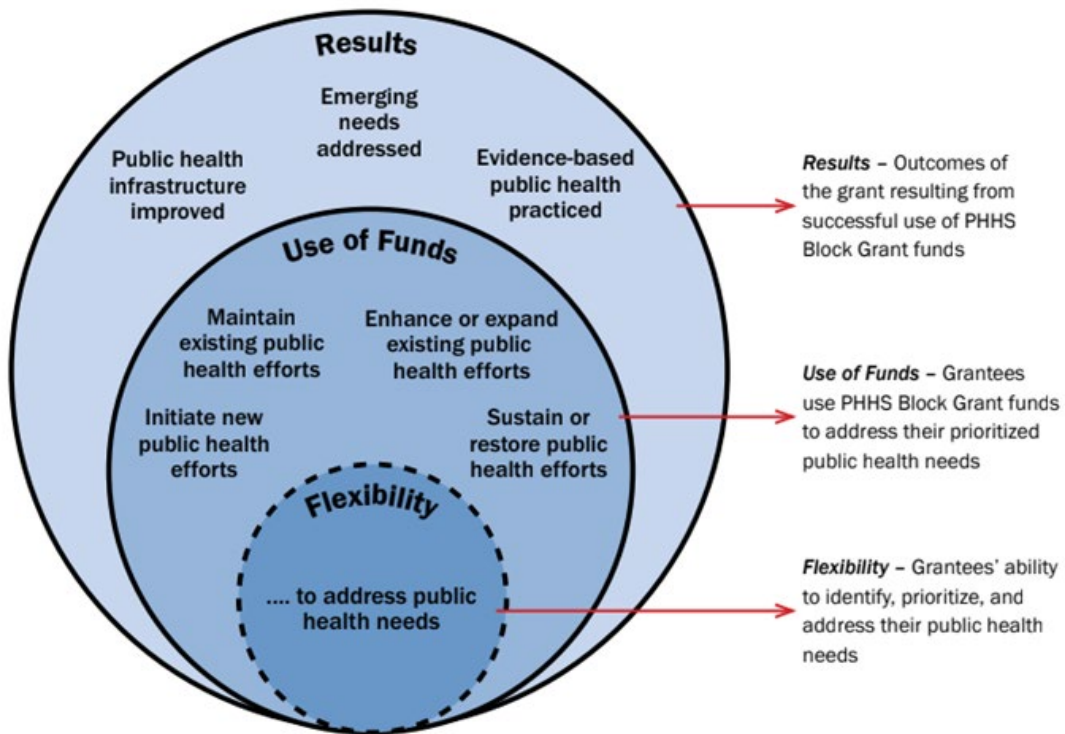 Results
Emerging
needs
addressed
Public health
infrastructure
improved
Evidence-based
public health
practiced
Use of Funds
Maintain
existing public
health efforts
Enhance or expand
existing public
health efforts
Initiate new
public health
efforts
Sustain or
restore public
health efforts
Flexibility
.... to address public
health needs
Results – Outcomes of
the grant resulting from
successful use of PHHS
Block Grant funds
Use of Funds – Grantees
use PHHS Block Grant funds
to address their prioritized
public health needs
Flexibility – Grantees’ ability
to identify, prioritize, and
address their public health
needs